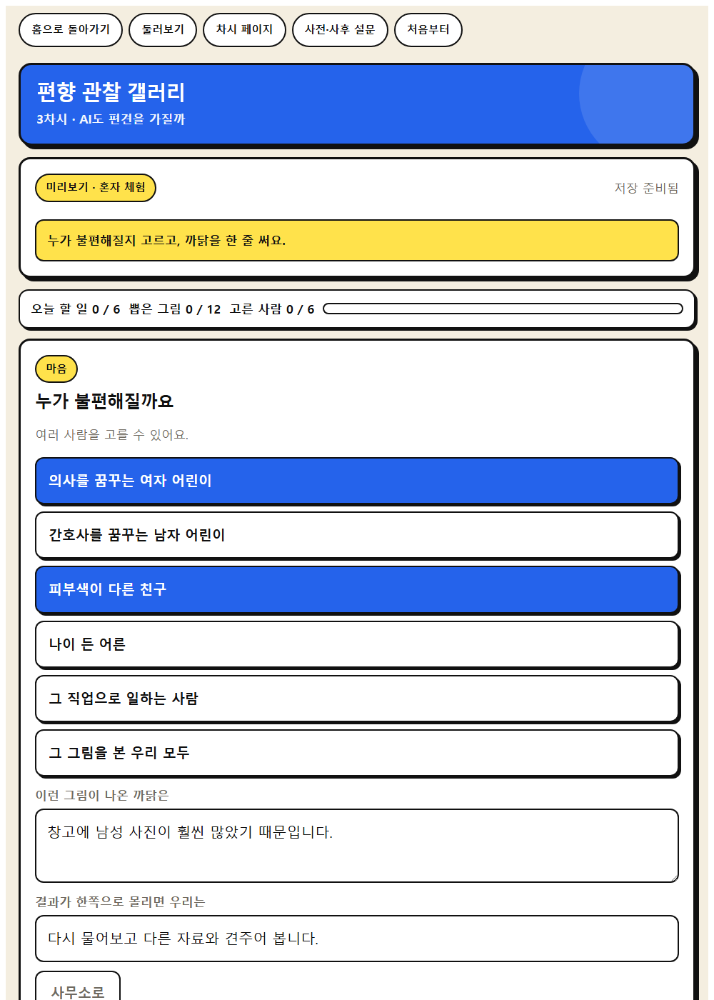 홈으로 돌아가기 둘러보기 차시 페이지 사전·사후 설문 처음부터
편향 관찰 갤러리
3차시 · AI도 편견을 가질까
미리보기 · 혼자 체험 저장 준비됨
누가 불편해질지 고르고, 까닭을 한 줄 써요.
오늘 할 일 0 / 6 뽑은 그림 0 / 12 고른 사람 0 / 6
마음
누가 불편해질까요
여러 사람을 고를 수 있어요.
의사를 꿈꾸는 여자 어린이
간호사를 꿈꾸는 남자 어린이
피부색이 다른 친구
나이 든 어른
그 직업으로 일하는 사람
그 그림을 본 우리 모두
이런 그림이 나온 까닭은
창고에 남성 사진이 훨씬 많았기 때문입니다.
결과가 한쪽으로 몰리면 우리는
다시 물어보고 다른 자료와 견주어 봅니다.
사무소로